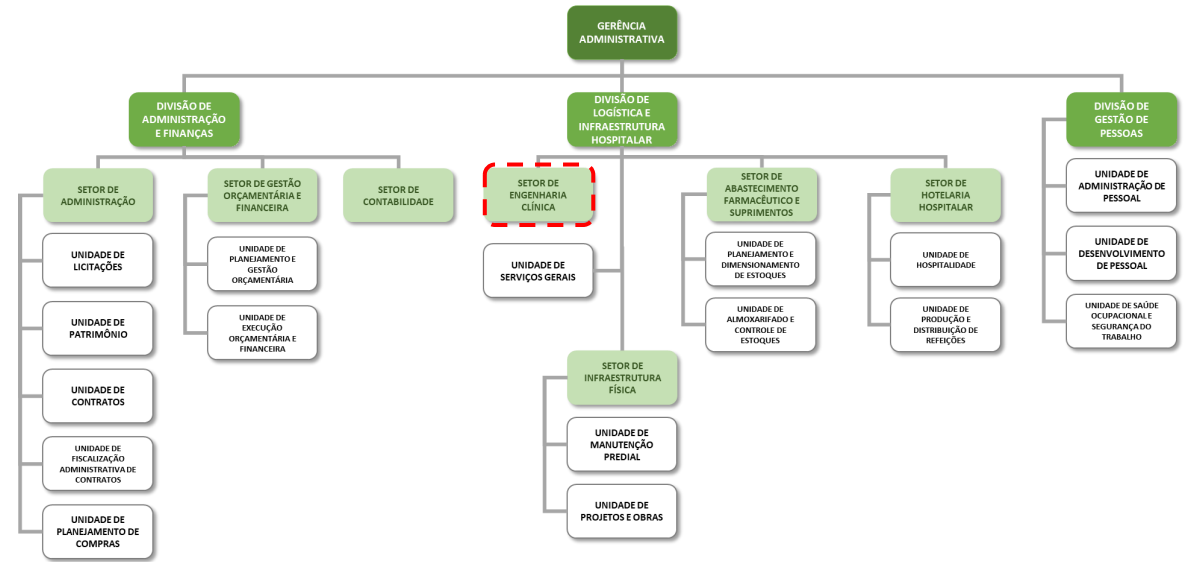 GERÊNCIA
ADMINISTRATIVA
DIVISÃO DE
ADMINISTRAÇÃO
E FINANÇAS
DIVISÃO DE
LOGÍSTICA E
INFRAESTRUTURA
HOSPITALAR
DIVISÃO DE
GESTÃO DE
PESSOAS
SETOR DE
ADMINISTRAÇÃO
SETOR DE GESTÃO
ORÇAMENTÁRIA E
FINANCEIRA
SETOR DE
CONTABILIDADE
SETOR DE
ENGENHARIA
CLÍNICA
SETOR DE
ABASTECIMENTO
FARMACÊUTICO E
SUPRIMENTOS
SETOR DE
HOTELARIA
HOSPITALAR
UNIDADE DE
ADMINISTRAÇÃO DE
PESSOAL
UNIDADE DE
LICITAÇÕES
UNIDADE DE
PLANEJAMENTO E
GESTÃO
ORÇAMENTÁRIA
UNIDADE
DE SERVIÇOS GERAIS
UNIDADE DE
PLANEJAMENTO E
DIMENSIONAMENTO
DE ESTOQUES
UNIDADE DE
HOSPITALIDADE
UNIDADE DE
DESENVOLVIMENTO
DE PESSOAL
UNIDADE DE
PATRIMÔNIO
UNIDADE DE
EXECUÇÃO
ORÇAMENTÁRIA E
FINANCEIRA
UNIDADE DE
ALMOXARIFADO E
CONTROLE DE
ESTOQUES
UNIDADE DE
PRODUÇÃO E
DISTRIBUIÇÃO DE
REFEIÇÕES
UNIDADE DE SAÚDE
OCUPACIONAL E
SEGURANÇA DO
TRABALHO
UNIDADE DE
CONTRATOS
SETOR DE
INFRAESTRUTURA
FÍSICA
UNIDADE DE
FISCALIZAÇÃO
ADMINISTRATIVA DE
CONTRATOS
UNIDADE DE
MANUTENÇÃO
PREDIAL
UNIDADE DE
PLANEJAMENTO DE
COMPRAS
UNIDADE DE
PROJETOS E OBRAS